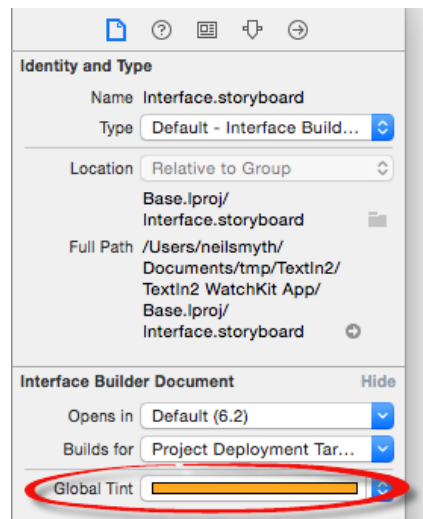 Identity and Type
Name Interface.storyboard
Type Default - Interface Build...
Location Relative to Group
Base.lproj/
Interface.storyboard
Full Path /Users/neilsmyth/
Documents/tmp/TextIn2/
TextIn2 WatchKit App/
Base.lproj/
Interface.storyboard
Interface Builder Document Hide
Opens in Default (6.2)
Builds for Project Deployment Tar...
Global Tint